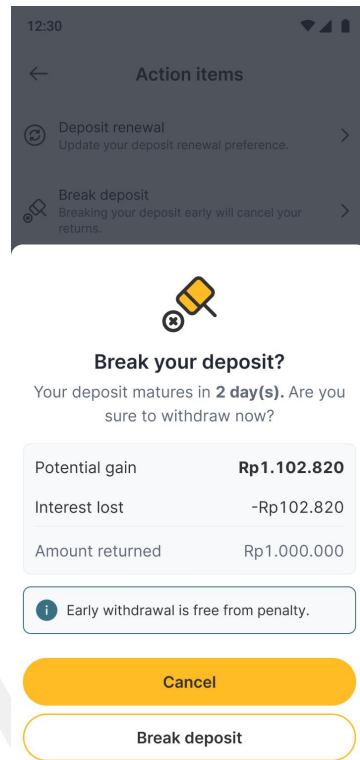 12:30
Action items
Deposit renewal
Update your deposit renewal preference.
Break deposit
Breaking your deposit early will cancel your
returns.
Break your deposit?
Your deposit matures in 2 day(s). Are you
sure to withdraw now?
Potential gain Rp1.102.820
Interest lost -Rp102.820
Amount returned Rp1.000.000
Early withdrawal is free from penalty.
Cancel
Break deposit